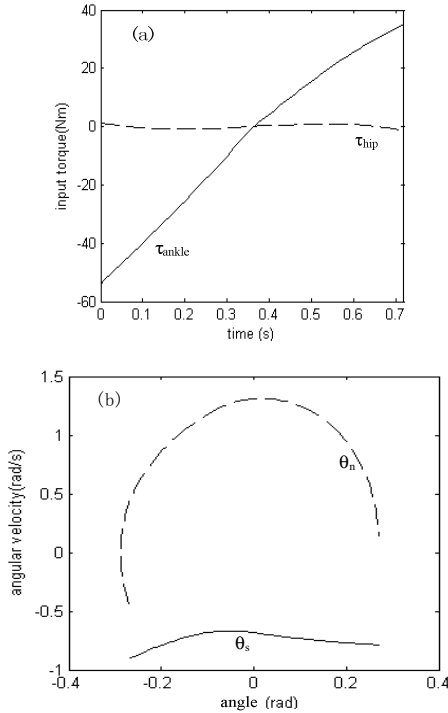 40
20
0
-20
-40
-60
input torque(Nm)
(a)
τhip
τankle
0 0.1 0.2 0.3 0.4 0.5 0.6 0.7
time (s)
1.5
1
0.5
0
-0.5
-1
angular velocity(rad/s)
(b)
θn
θs
-0.4 -0.2 0 0.2 0.4
angle (rad)